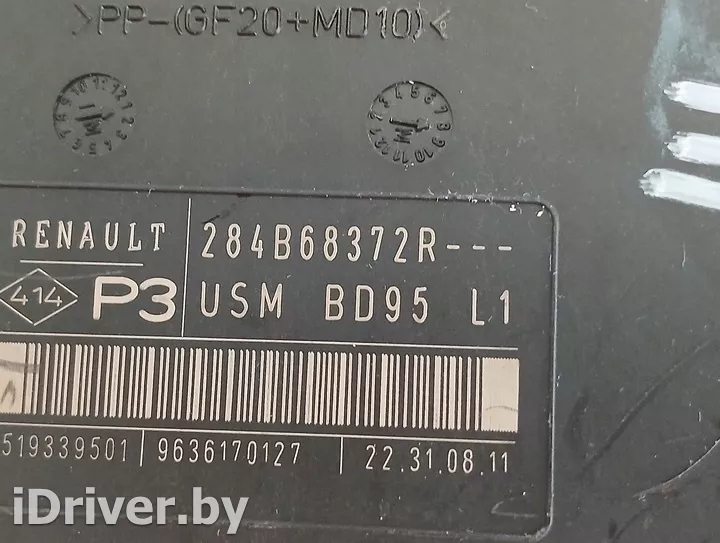 >PP-(GF20+MD10)<
RENAULT 284B68372R---
414 P3 USM BD95 L1
A
519339501 9636170127 22.31.08.11
iDriver.by